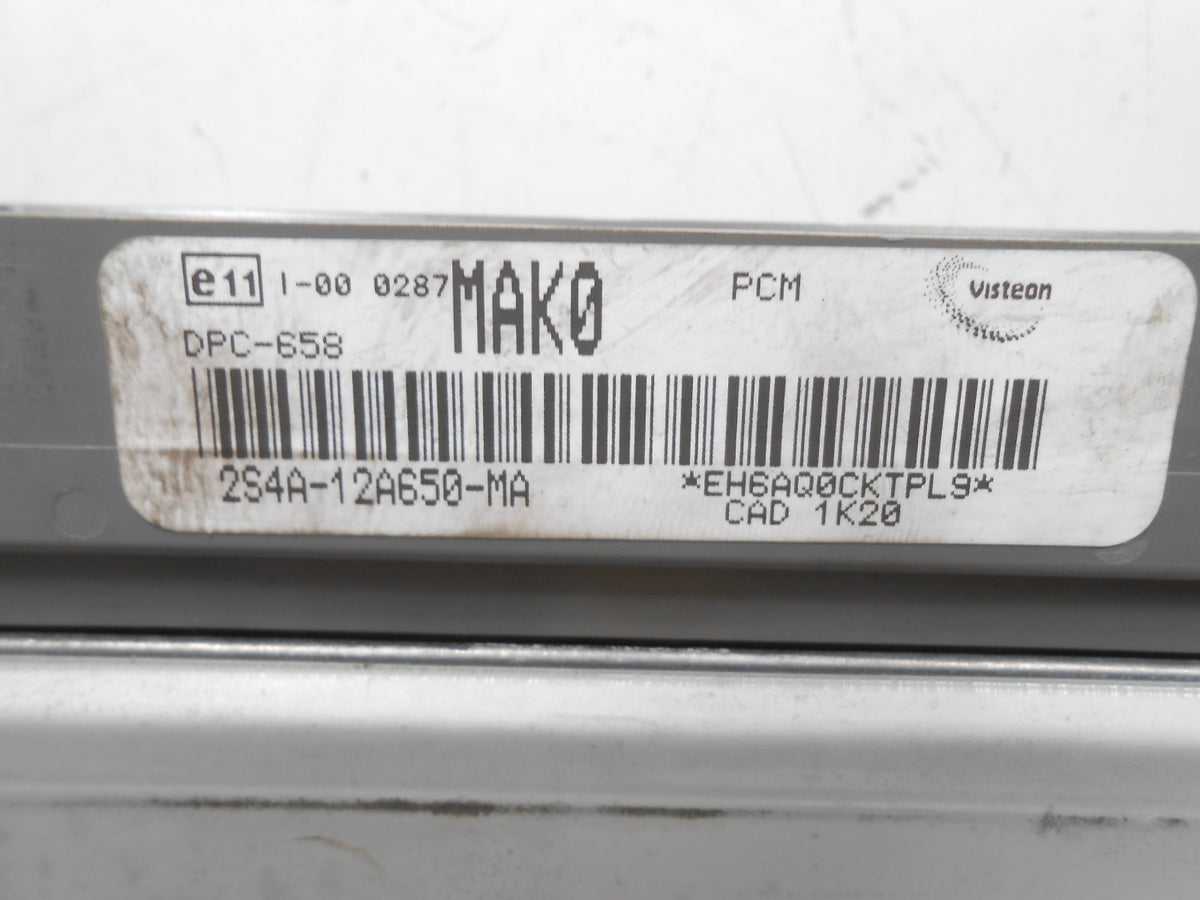 e11 I-00 0287 MAK0 PCM Visteon
DPC-658
2S4A-12A650-MA *EH6AQ0CKTPL9*
CAD 1K20